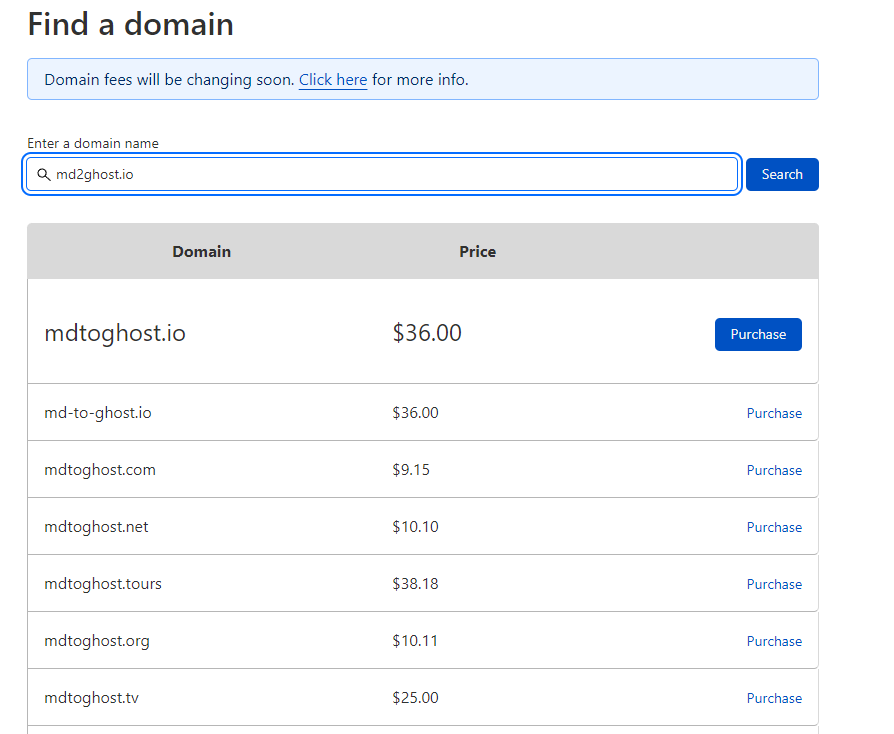 Find a domain
Domain fees will be changing soon. Click here for more info.
Enter a domain name
md2ghost.io Search
Domain Price
mdtoghost.io $36.00 Purchase
md-to-ghost.io $36.00 Purchase
mdtoghost.com $9.15 Purchase
mdtoghost.net $10.10 Purchase
mdtoghost.tours $38.18 Purchase
mdtoghost.org $10.11 Purchase
mdtoghost.tv $25.00 Purchase